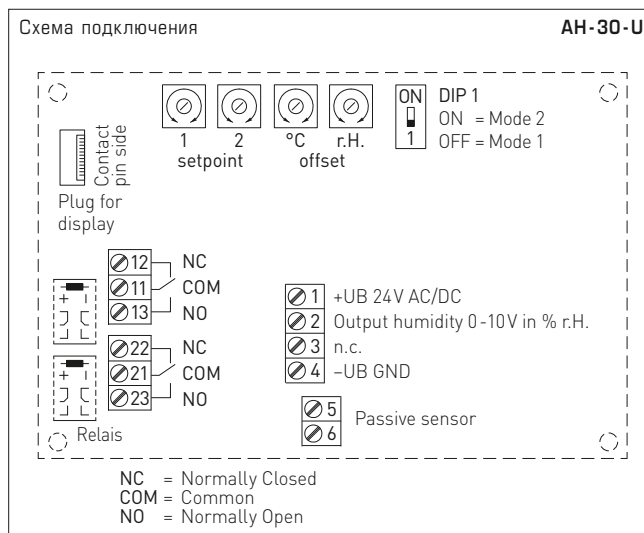 Схема подключения
AH-30-U
ON
1
DIP 1
ON = Mode 2
OFF = Mode 1
1 2 °C r.H.
setpoint offset
Contact
pin side
Plug for
display
12 NC
11 COM
13 NO
22 NC
21 COM
23 NO
+
+
Relais
1 +UB 24V AC/DC
2 Output humidity 0-10V in % r.H.
3 n.c.
4 –UB GND
5
6
Passive sensor
NC = Normally Closed
COM = Common
NO = Normally Open